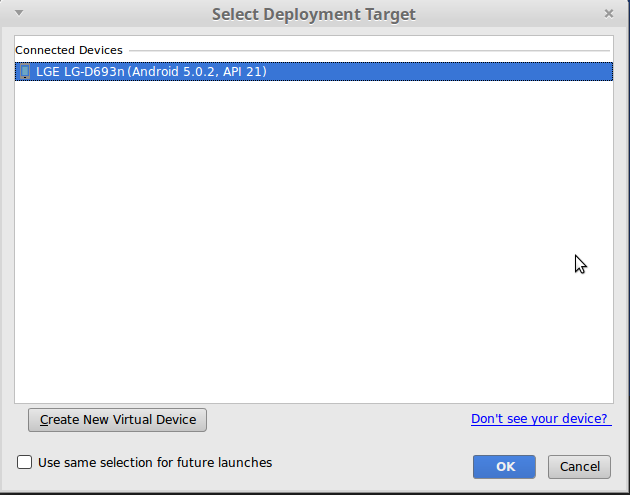 Select Deployment Target
Connected Devices
LGE LG-D693n (Android 5.0.2, API 21)
Create New Virtual Device
Don't see your device?
Use same selection for future launches
OK
Cancel